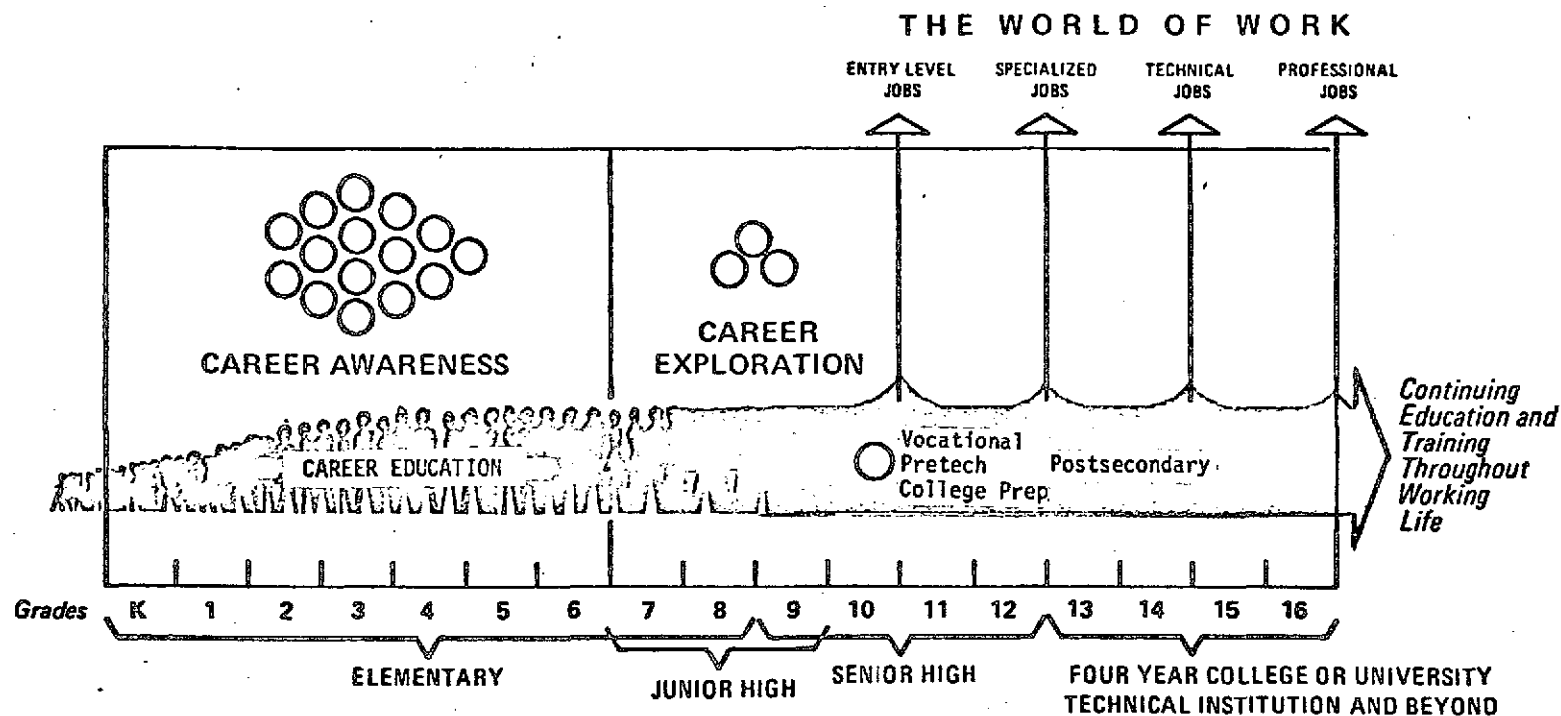 THE WORLD OF WORK
ENTRY LEVEL
JOBS
SPECIALIZED
JOBS
TECHNICAL
JOBS
PROFESSIONAL
JOBS
CAREER AWARENESS
CAREER
EXPLORATION
CAREER EDUCATION
Vocational
Pretech
College Prep
Postsecondary
Continuing
Education and
Training
Throughout
Working
Life
Grades K 1 2 3 4 5 6 7 8 9 10 11 12 13 14 15 16
ELEMENTARY
JUNIOR HIGH
SENIOR HIGH
FOUR YEAR COLLEGE OR UNIVERSITY
TECHNICAL INSTITUTION AND BEYOND